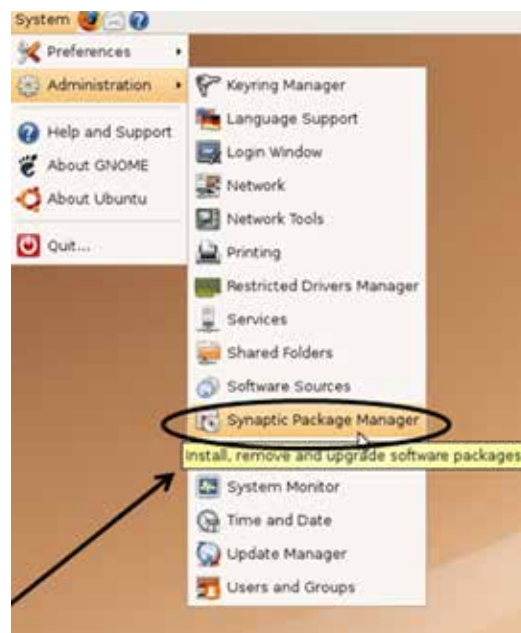 System
Preferences
Administration
Help and Support
About GNOME
About Ubuntu
Quit...
Keyring Manager
Language Support
Login Window
Network
Network Tools
Printing
Restricted Drivers Manager
Services
Shared Folders
Software Sources
Synaptic Package Manager
Install, remove and upgrade software packages
System Monitor
Time and Date
Update Manager
Users and Groups